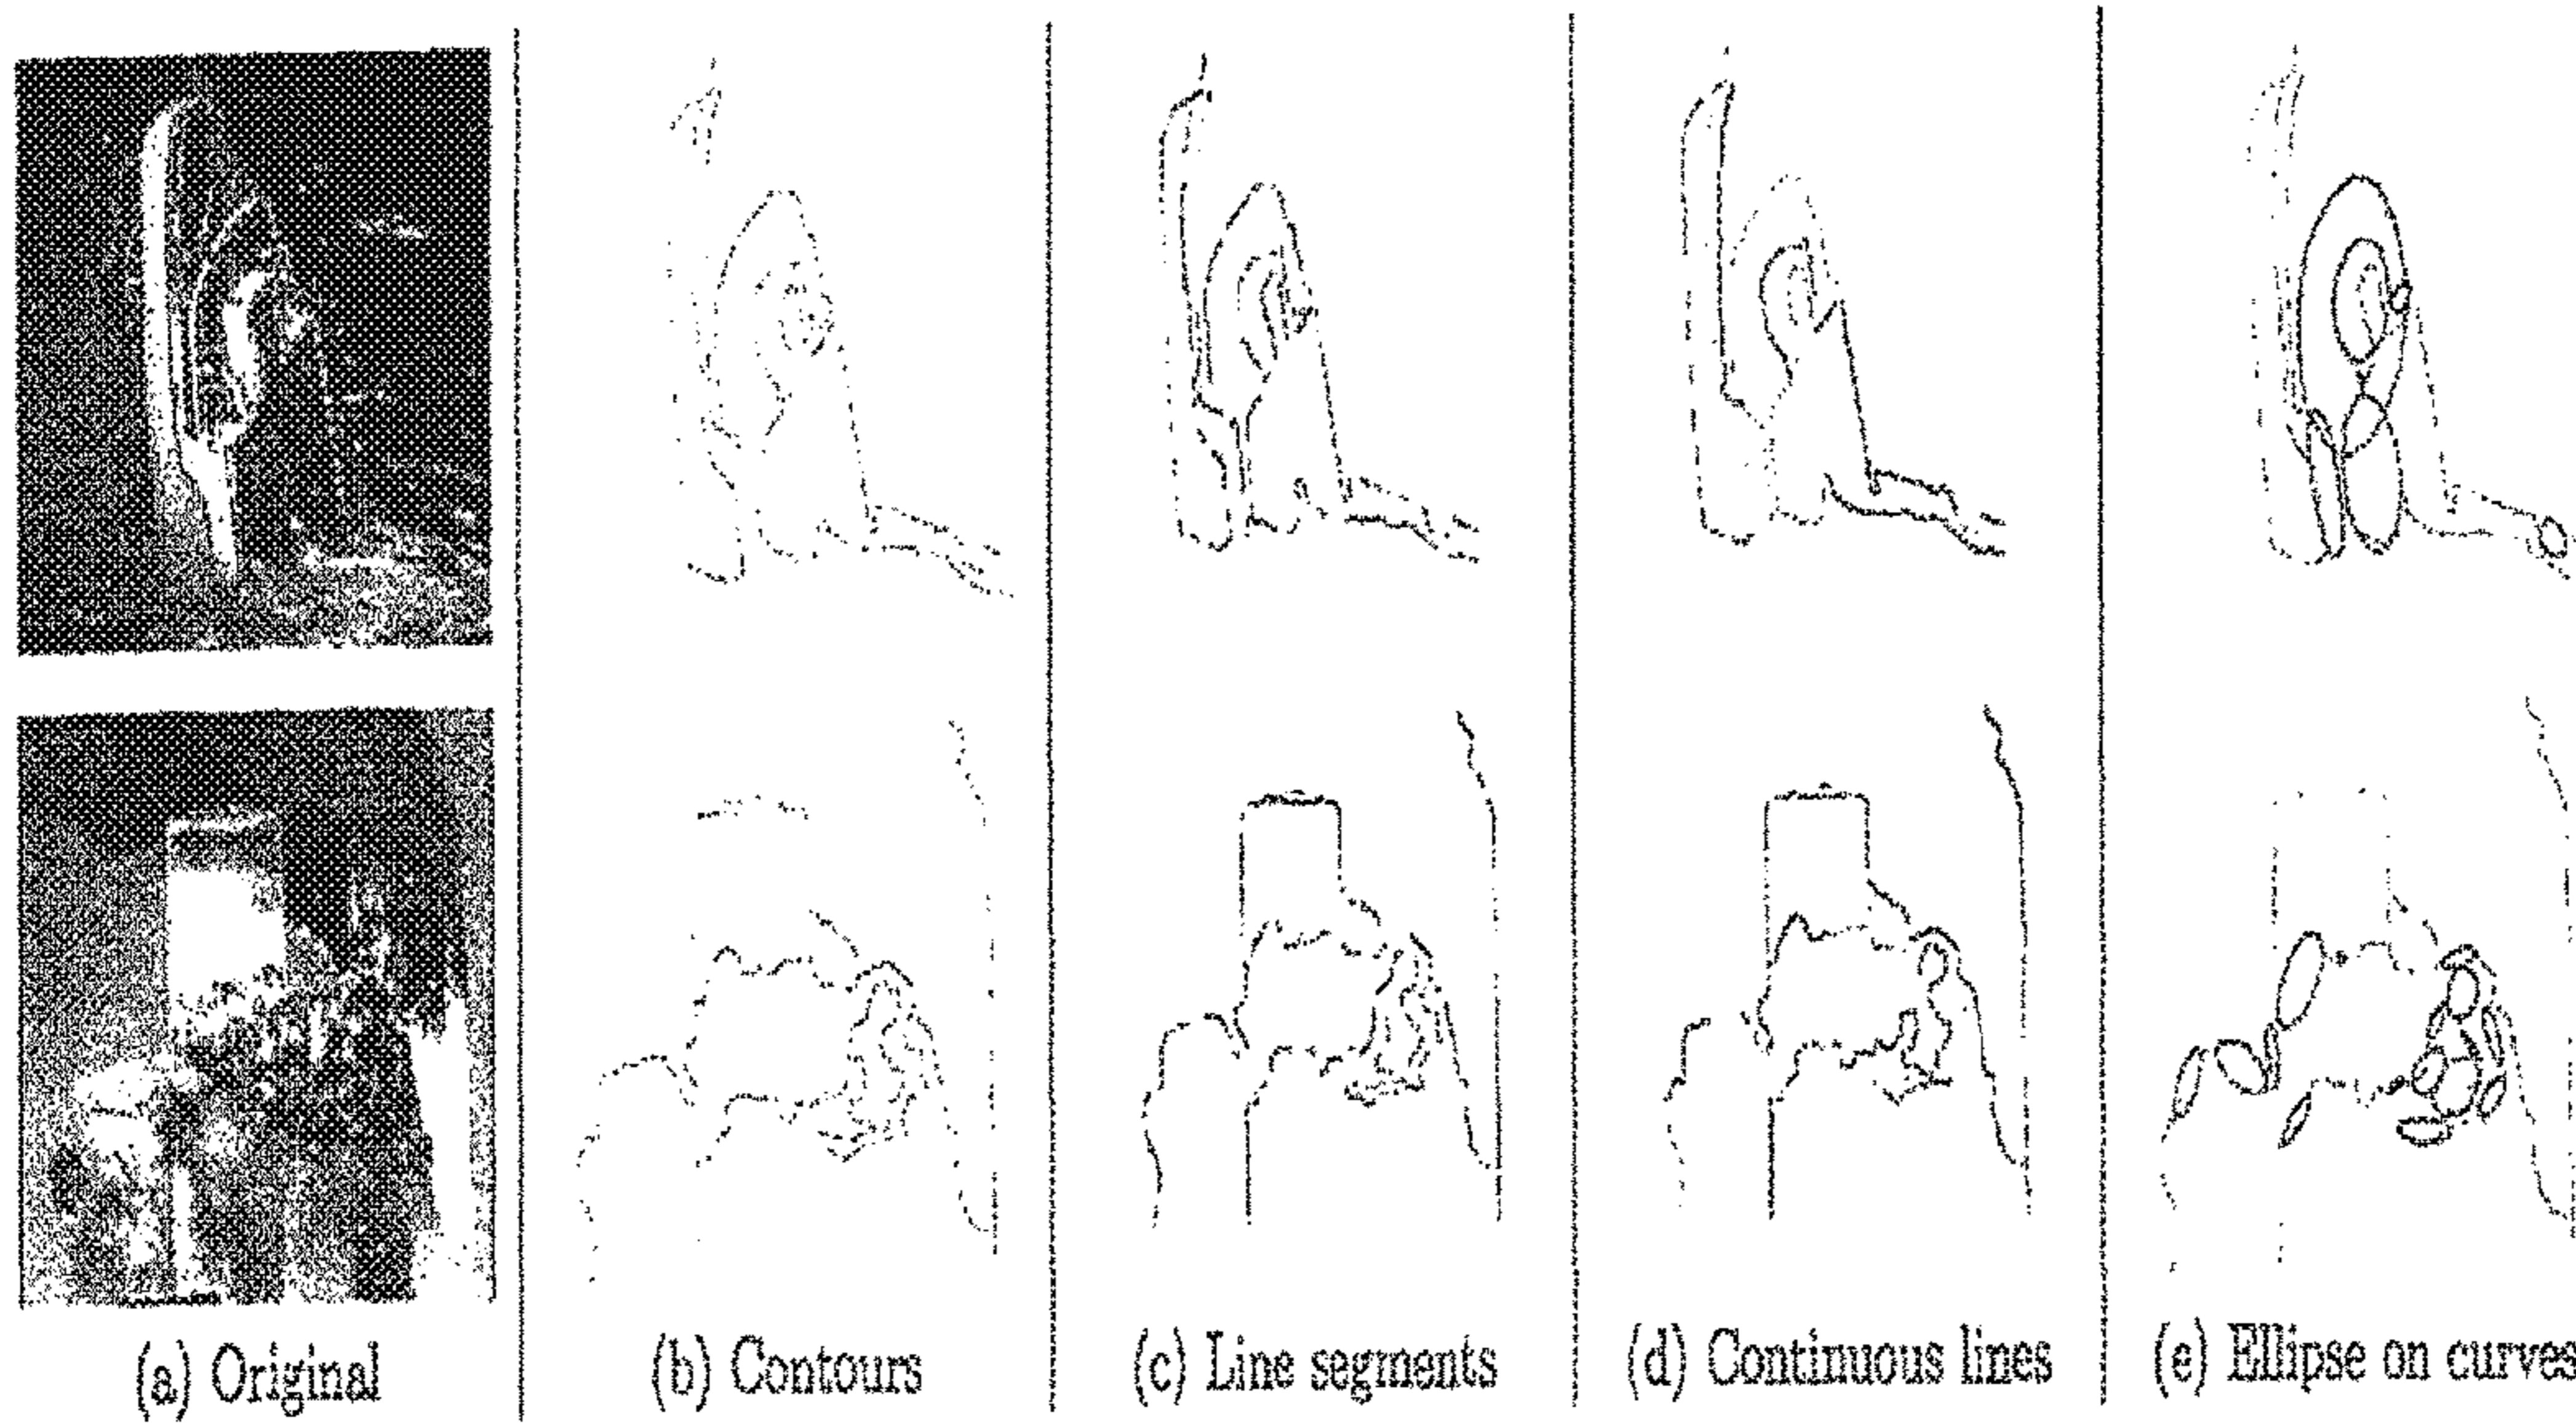 (a) Original
(b) Contours
(c) Line segments
(d) Continuous lines
(e) Ellipse on curves